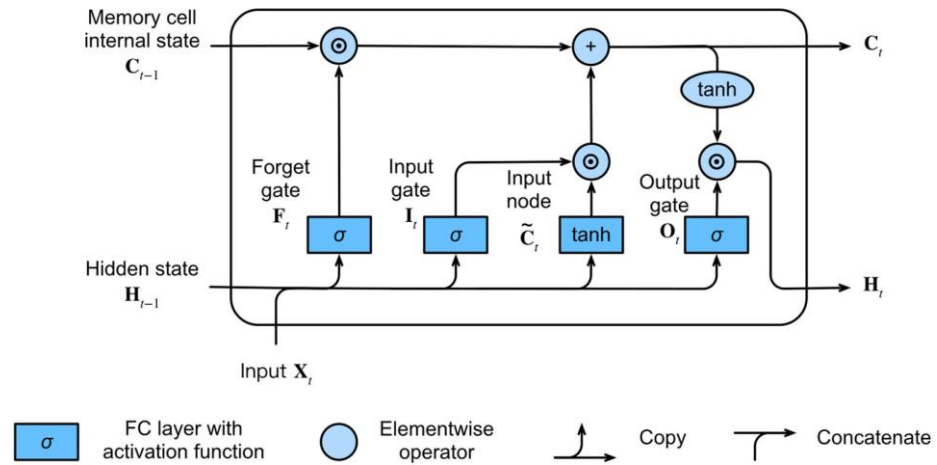 Memory cell
internal state
C_{t-1}
C_t
tanh
Forget
gate
F_t
Input
gate
I_t
Input
node
C̃_t
Output
gate
O_t
σ
σ
tanh
σ
Hidden state
H_{t-1}
H_t
Input X_t
σ
FC layer with
activation function
Elementwise
operator
Copy
Concatenate